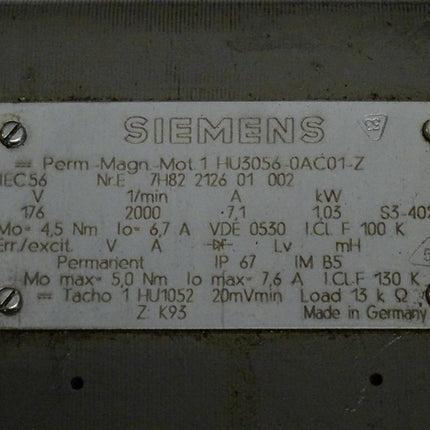 SIEMENS
= Perm.-Magn.-Mot. 1 HU3056-0AC01-Z
IEC56 Nr.E 7H82 2126 01 002
V 1/min A kW
176 2000 7,1 1,03 S3-40%
Mo= 4,5 Nm Io= 6,7 A VDE 0530 I.Cl. F 100 K
Err/excit. V A Lv mH
Permanent IP 67 IM B5
Mo max= 5,0 Nm Io max= 7,6 A I.Cl.F 130 K
= Tacho 1 HU1052 20mVmin Load 13 k Ω
Z: K93 Made in Germany